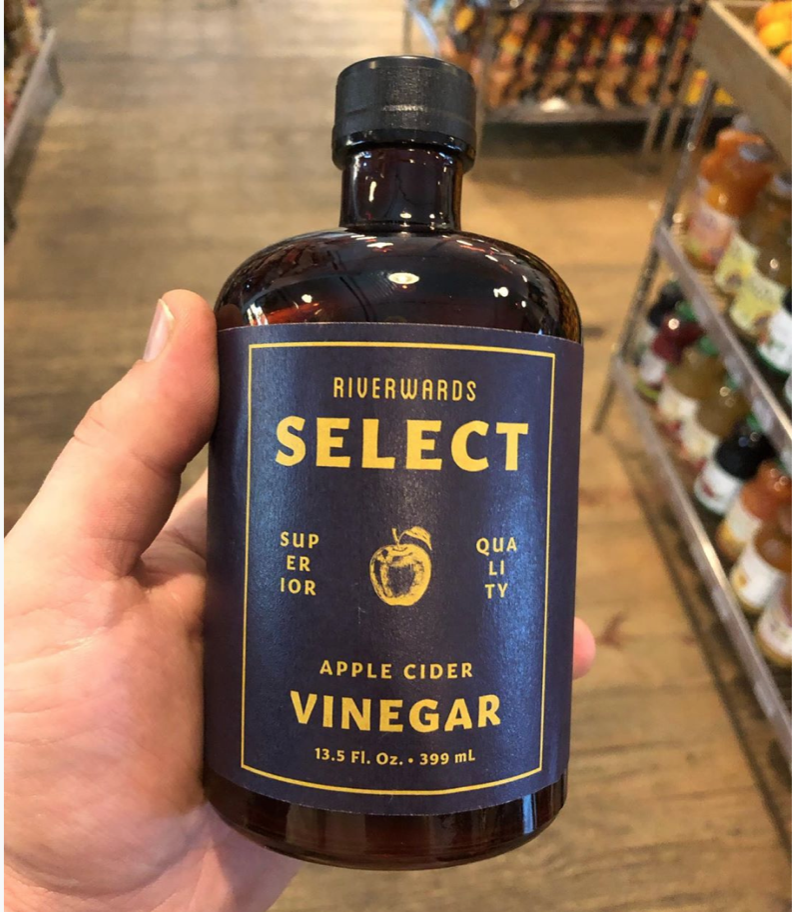 RIVERWARDS
SELECT
SUP
ER
IOR
QUA
LI
TY
APPLE CIDER
VINEGAR
13.5 Fl. Oz. • 399 mL